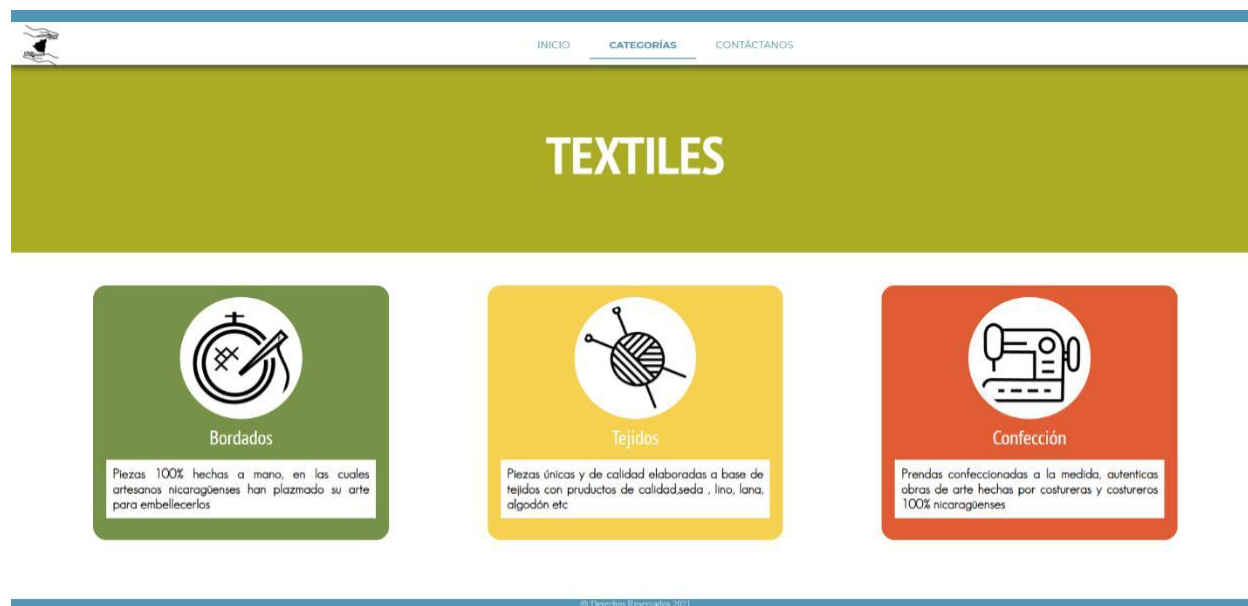 INICIO CATEGORÍAS CONTÁCTANOS
TEXTILES
Bordados
Piezas 100% hechas a mano, en las cuales
artesanos nicaragüenses han plazmado su arte
para embellecerlos
Tejidos
Piezas únicas y de calidad elaboradas a base de
tejidos con pruductos de calidad,seda , lino, lana,
algodón etc
Confección
Prendas confeccionadas a la medida, autenticas
obras de arte hechas por costureras y costureros
100% nicaragüenses
@ Derechos Reservados 2021